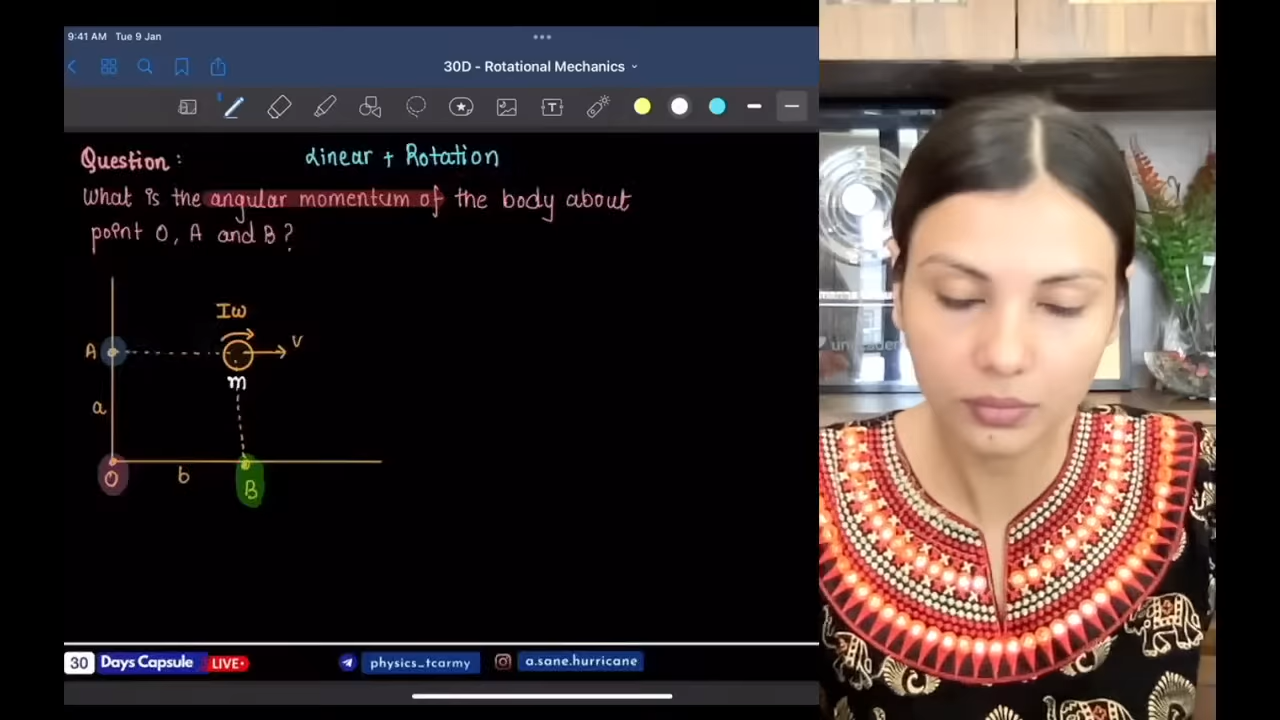 9:41 AM Tue 9 Jan
30D - Rotational Mechanics
T
Question : Linear + Rotation
What is the angular momentum of the body about
point O, A and B?
Iω
A
v
m
a
O
b
B
30 Days Capsule LIVE
physics_tcarmy
a.sane.hurricane